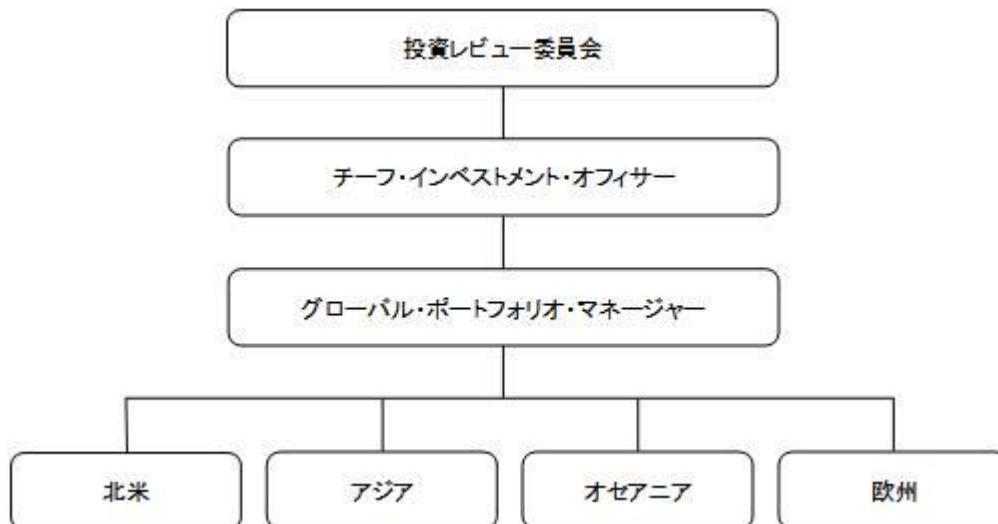 投資レビュー委員会
チーフ・インベストメント・オフィサー
グローバル・ポートフォリオ・マネージャー
北米
アジア
オセアニア
欧州